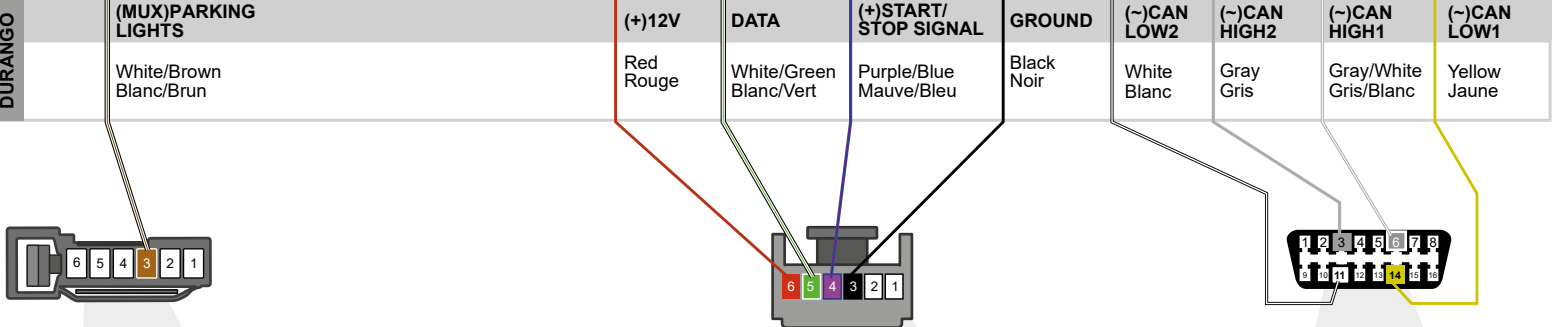 DURANGO
(MUX)PARKING
LIGHTS
(+)12V
DATA
(+)START/
STOP SIGNAL
GROUND
(~)CAN
LOW2
(~)CAN
HIGH2
(~)CAN
HIGH1
(~)CAN
LOW1
White/Brown
Blanc/Brun
Red
Rouge
White/Green
Blanc/Vert
Purple/Blue
Mauve/Bleu
Black
Noir
White
Blanc
Gray
Gris
Gray/White
Gris/Blanc
Yellow
Jaune
6 5 4 3 2 1
6 5 4 3 2 1
1 2 3 4 5 6 7 8
9 10 11 12 13 14 15 16